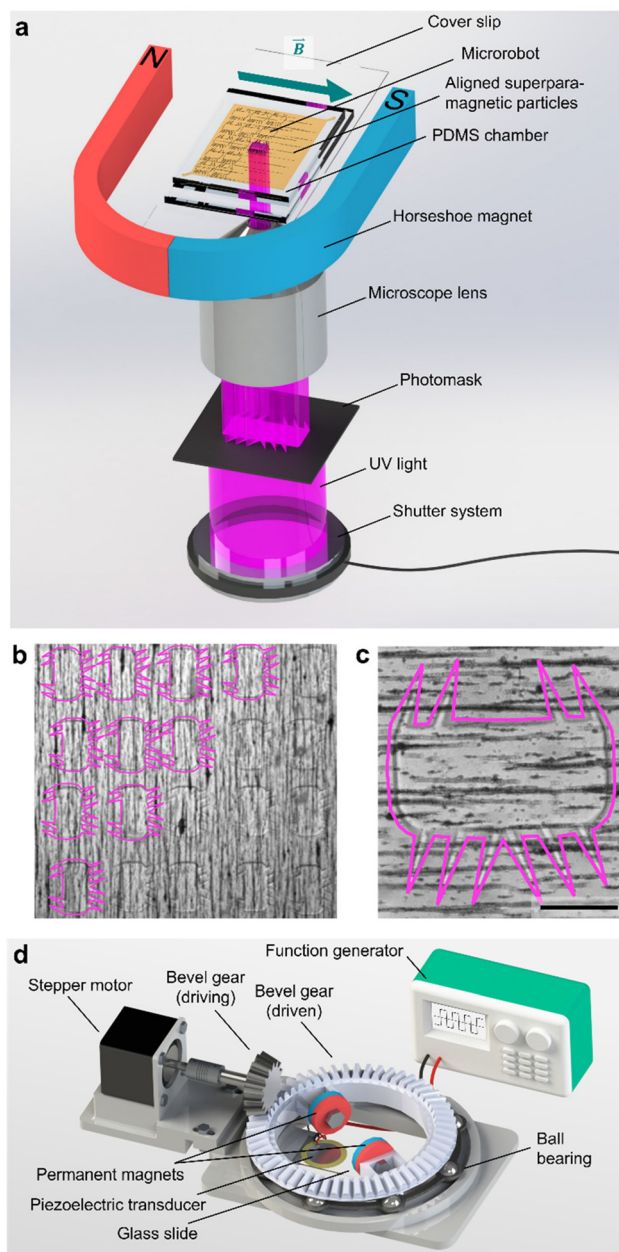 a
Cover slip
B
Microrobot
N
Aligned superpara-
magnetic particles
S
PDMS chamber
Horseshoe magnet
Microscope lens
Photomask
UV light
Shutter system
b
c
d
Function generator
Bevel gear
(driving)
Bevel gear
(driven)
Stepper motor
Ball
bearing
Permanent magnets
Piezoelectric transducer
Glass slide